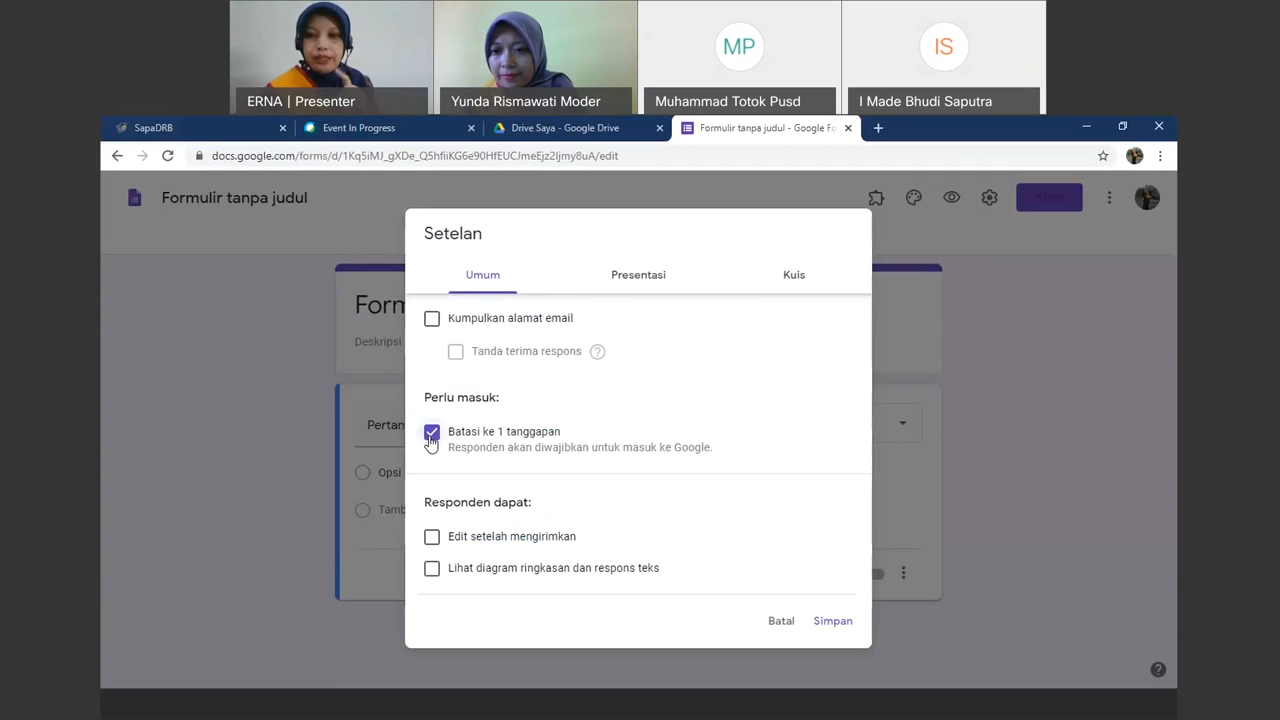 MP
IS
ERNA | Presenter
Yunda Rismawati Moder
Muhammad Totok Pusd
I Made Bhudi Saputra
SapaDRB
Event In Progress
Drive Saya - Google Drive
Formulir tanpa judul - Google Fo
docs.google.com/forms/d/1Kq5iMJ_gXDe_Q5hfiiKG6e90HfEUCJmeEjz2Ijmy8uA/edit
Formulir tanpa judul
Setelan
Umum
Presentasi
Kuis
Form
Deskripsi
Kumpulkan alamat email
Tanda terima respons
Perlu masuk:
Pertan
Batasi ke 1 tanggapan
Responden akan diwajibkan untuk masuk ke Google.
Opsi
Responden dapat:
Tamb
Edit setelah mengirimkan
Lihat diagram ringkasan dan respons teks
Batal
Simpan